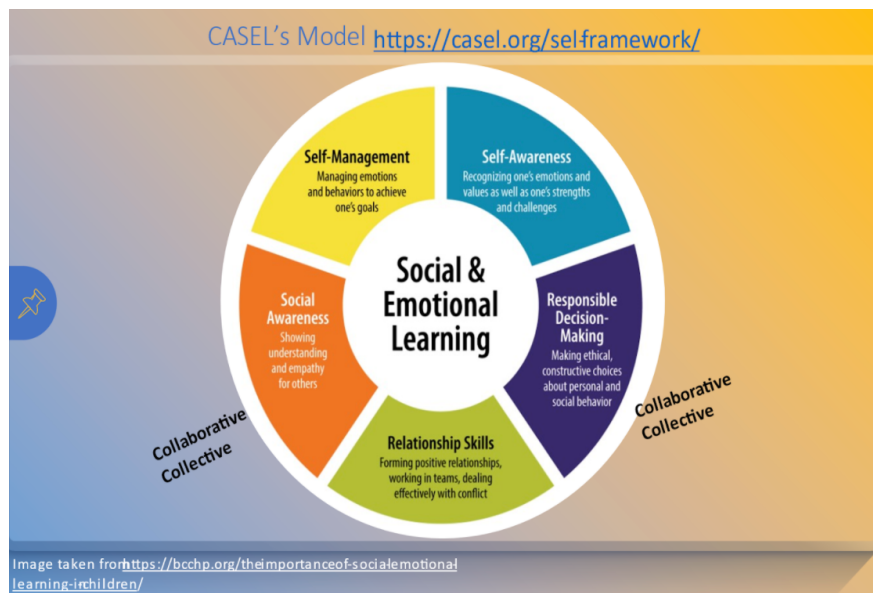 CASEL's Model https://casel.org/sel-framework/
Self-Management
Managing emotions
and behaviors to achieve
one's goals
Self-Awareness
Recognizing one's emotions and
values as well as one's strengths
and challenges
Social & 
Emotional
Learning
Social
Awareness
Showing
understanding
and empathy
for others
Responsible
Decision-
Making
Making ethical,
constructive choices
about personal and
social behavior
Relationship Skills
Forming positive relationships,
working in teams, dealing
effectively with conflict
Collaborative
Collective
Collaborative
Collective
Image taken from https://bcchp.org/theimportanceof-social-emotional-
learning-in-children/